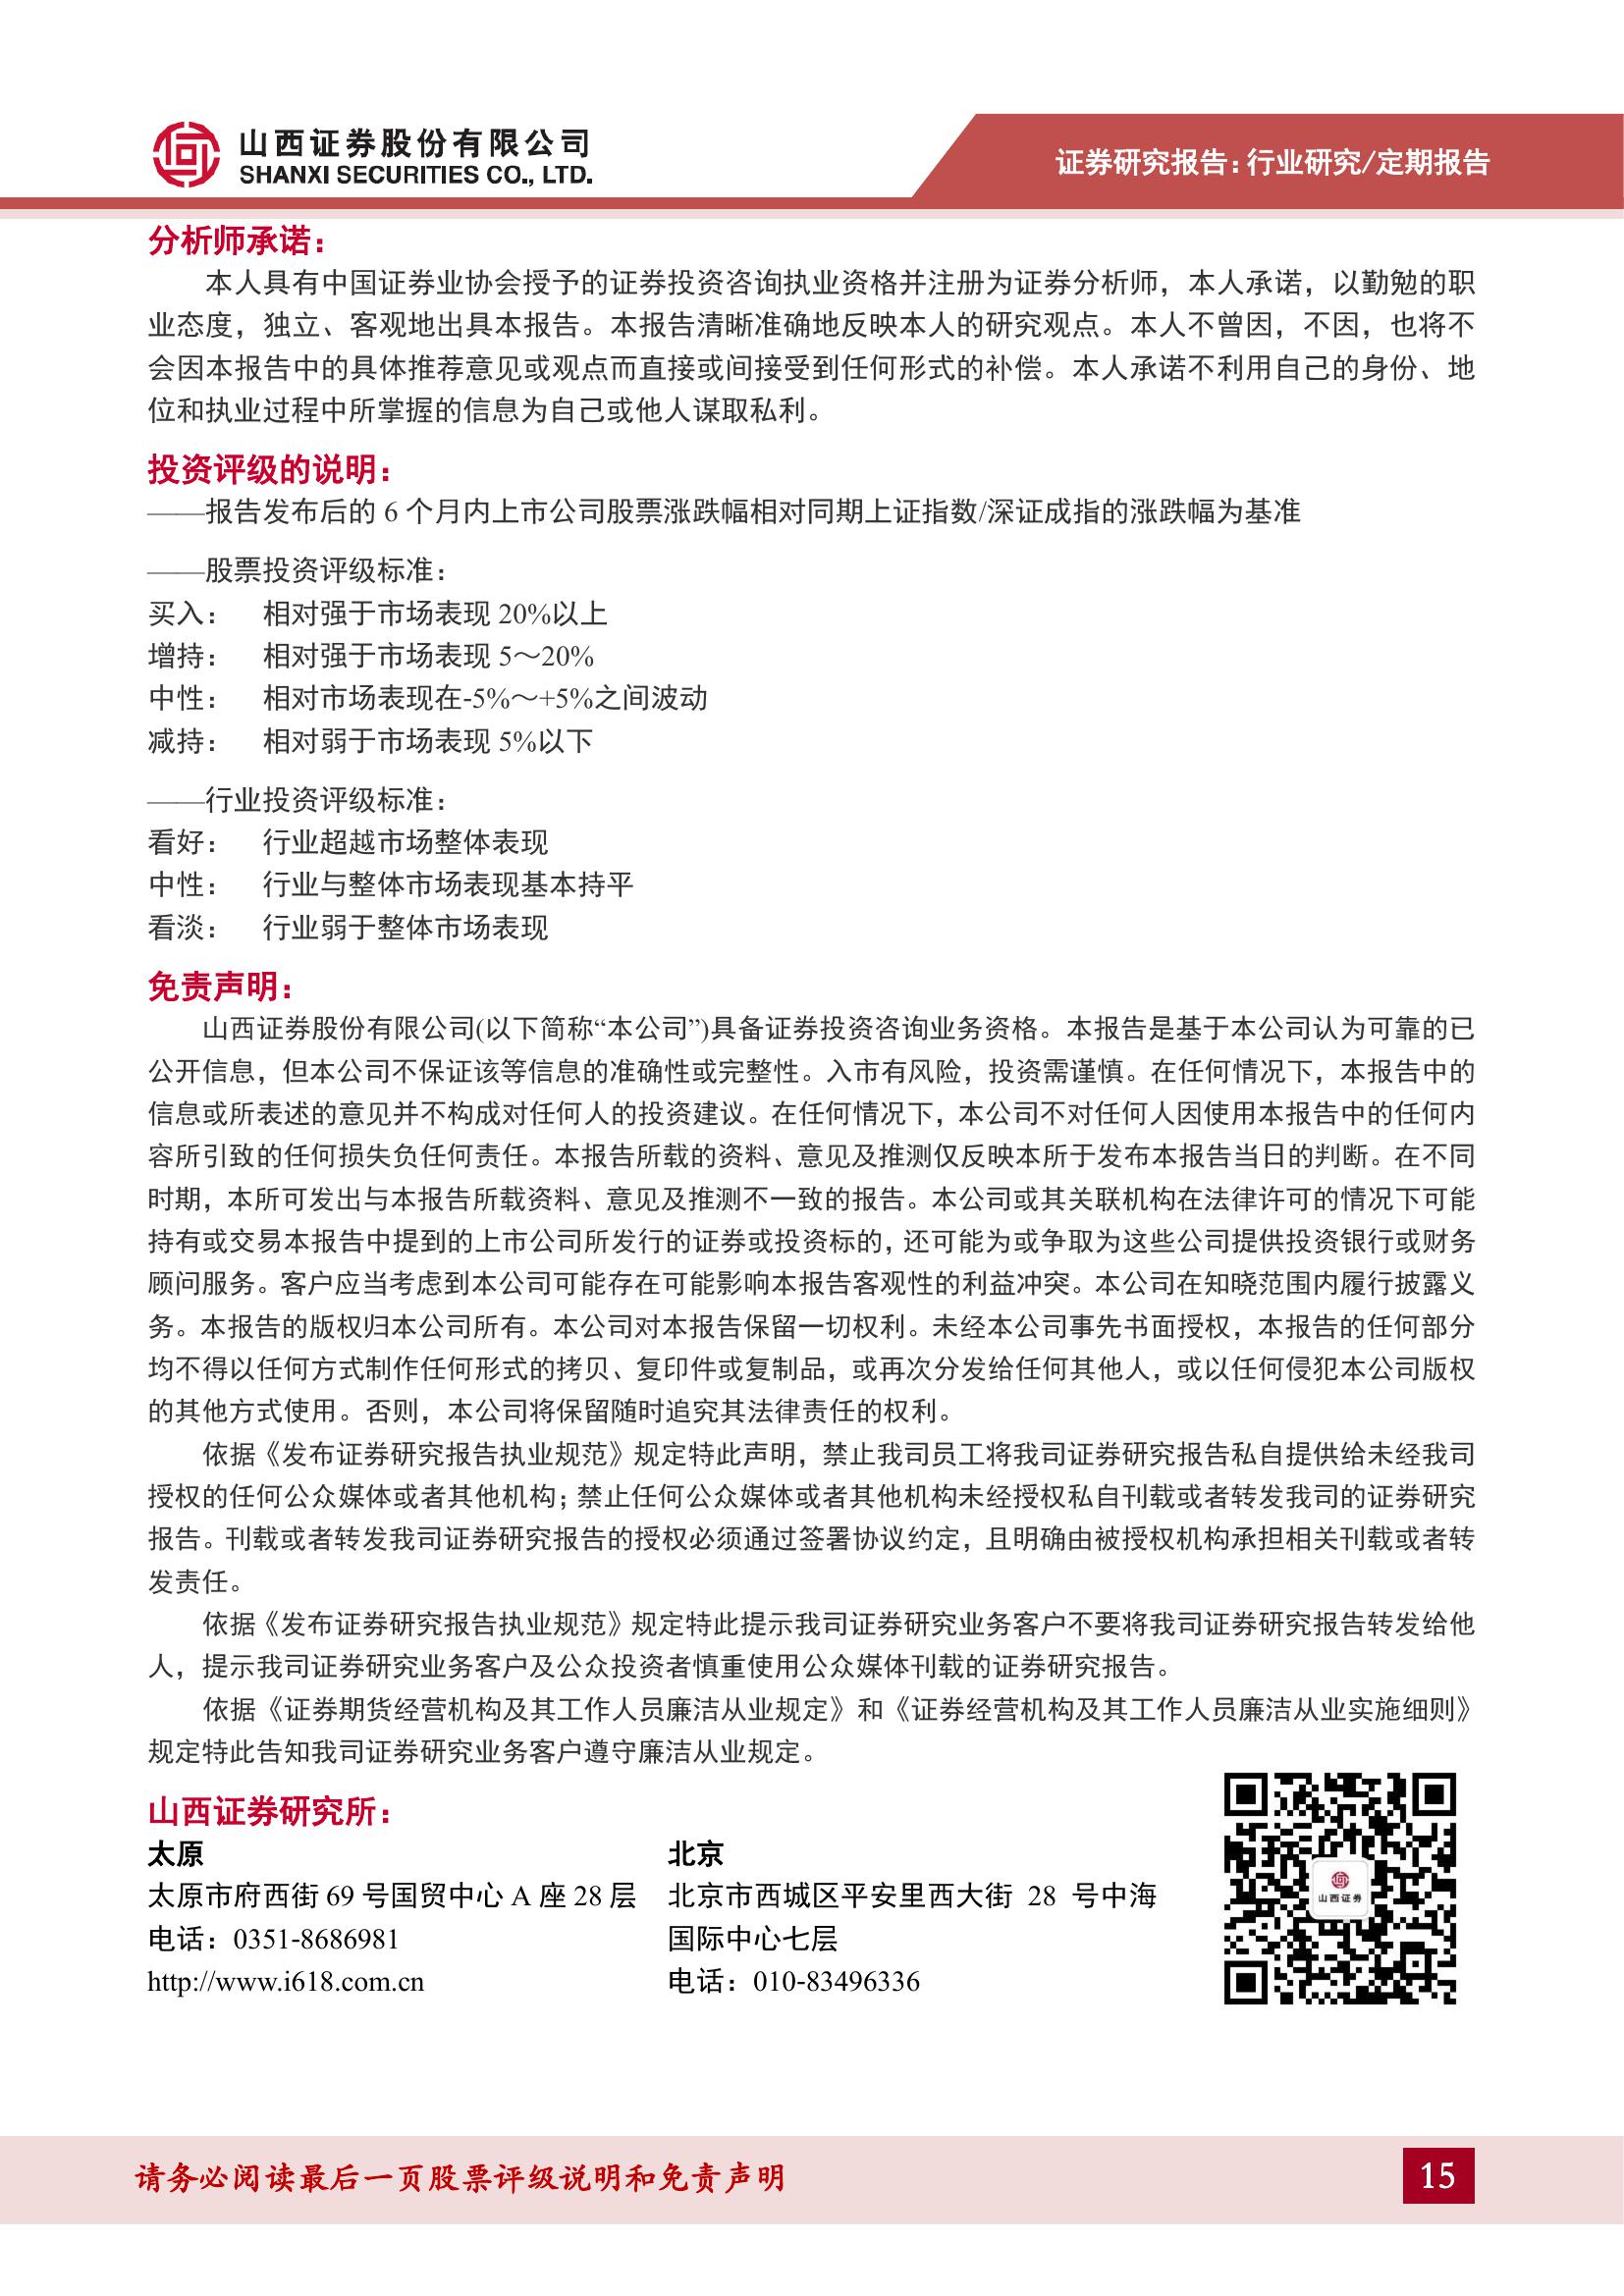 山西证券股份有限公司
SHANXI SECURITIES CO., LTD.
证券研究报告:行业研究/定期报告
分析师承诺:
本人具有中国证券业协会授予的证券投资咨询执业资格并注册为证券分析师，本人承诺，以勤勉的职
业态度，独立、客观地出具本报告。本报告清晰准确地反映本人的研究观点。本人不曾因，不因，也将不
会因本报告中的具体推荐意见或观点而直接或间接受到任何形式的补偿。本人承诺不利用自己的身份、地
位和执业过程中所掌握的信息为自己或他人谋取私利。
投资评级的说明:
——报告发布后的 6 个月内上市公司股票涨跌幅相对同期上证指数/深证成指的涨跌幅为基准
——股票投资评级标准：
买入： 相对强于市场表现 20%以上
增持： 相对强于市场表现 5～20%
中性： 相对市场表现在-5%～+5%之间波动
减持： 相对弱于市场表现 5%以下
——行业投资评级标准：
看好： 行业超越市场整体表现
中性： 行业与整体市场表现基本持平
看淡： 行业弱于整体市场表现
免责声明:
山西证券股份有限公司(以下简称“本公司”)具备证券投资咨询业务资格。本报告是基于本公司认为可靠的已
公开信息，但本公司不保证该等信息的准确性或完整性。入市有风险，投资需谨慎。在任何情况下，本报告中的
信息或所表述的意见并不构成对任何人的投资建议。在任何情况下，本公司不对任何人因使用本报告中的任何内
容所引致的任何损失负任何责任。本报告所载的资料、意见及推测仅反映本所于发布本报告当日的判断。在不同
时期，本所可发出与本报告所载资料、意见及推测不一致的报告。本公司或其关联机构在法律许可的情况下可能
持有或交易本报告中提到的上市公司所发行的证券或投资标的，还可能为或争取为这些公司提供投资银行或财务
顾问服务。客户应当考虑到本公司可能存在可能影响本报告客观性的利益冲突。本公司在知晓范围内履行披露义
务。本报告的版权归本公司所有。本公司对本报告保留一切权利。未经本公司事先书面授权，本报告的任何部分
均不得以任何方式制作任何形式的拷贝、复印件或复制品，或再次分发给任何其他人，或以任何侵犯本公司版权
的其他方式使用。否则，本公司将保留随时追究其法律责任的权利。
依据《发布证券研究报告执业规范》规定特此声明，禁止我司员工将我司证券研究报告私自提供给未经我司
授权的任何公众媒体或者其他机构；禁止任何公众媒体或者其他机构未经授权私自刊载或者转发我司的证券研究
报告。刊载或者转发我司证券研究报告的授权必须通过签署协议约定，且明确由被授权机构承担相关刊载或者转
发责任。
依据《发布证券研究报告执业规范》规定特此提示我司证券研究业务客户不要将我司证券研究报告转发给他
人，提示我司证券研究业务客户及公众投资者慎重使用公众媒体刊载的证券研究报告。
依据《证券期货经营机构及其工作人员廉洁从业规定》和《证券经营机构及其工作人员廉洁从业实施细则》
规定特此告知我司证券研究业务客户遵守廉洁从业规定。
山西证券研究所:
太原
太原市府西街 69 号国贸中心 A 座 28 层
电话：0351-8686981
http://www.i618.com.cn
北京
北京市西城区平安里西大街 28 号中海
国际中心七层
电话：010-83496336
山西证券
请务必阅读最后一页股票评级说明和免责声明
15